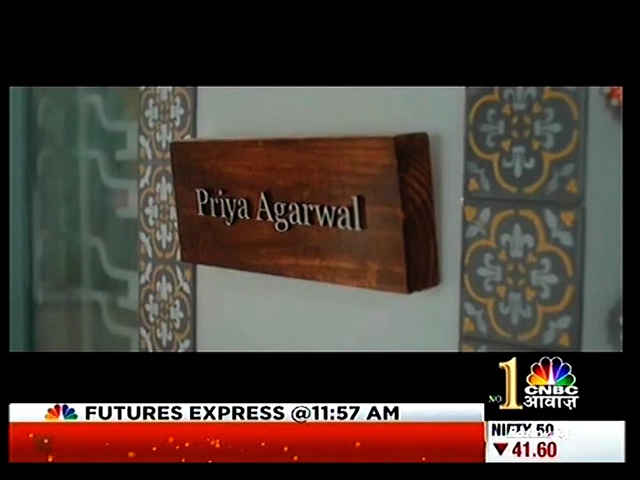 Priya Agarwal
No 1
CNBC
आवाज़
FUTURES EXPRESS @11:57 AM
NIFTY 50
▼41.60